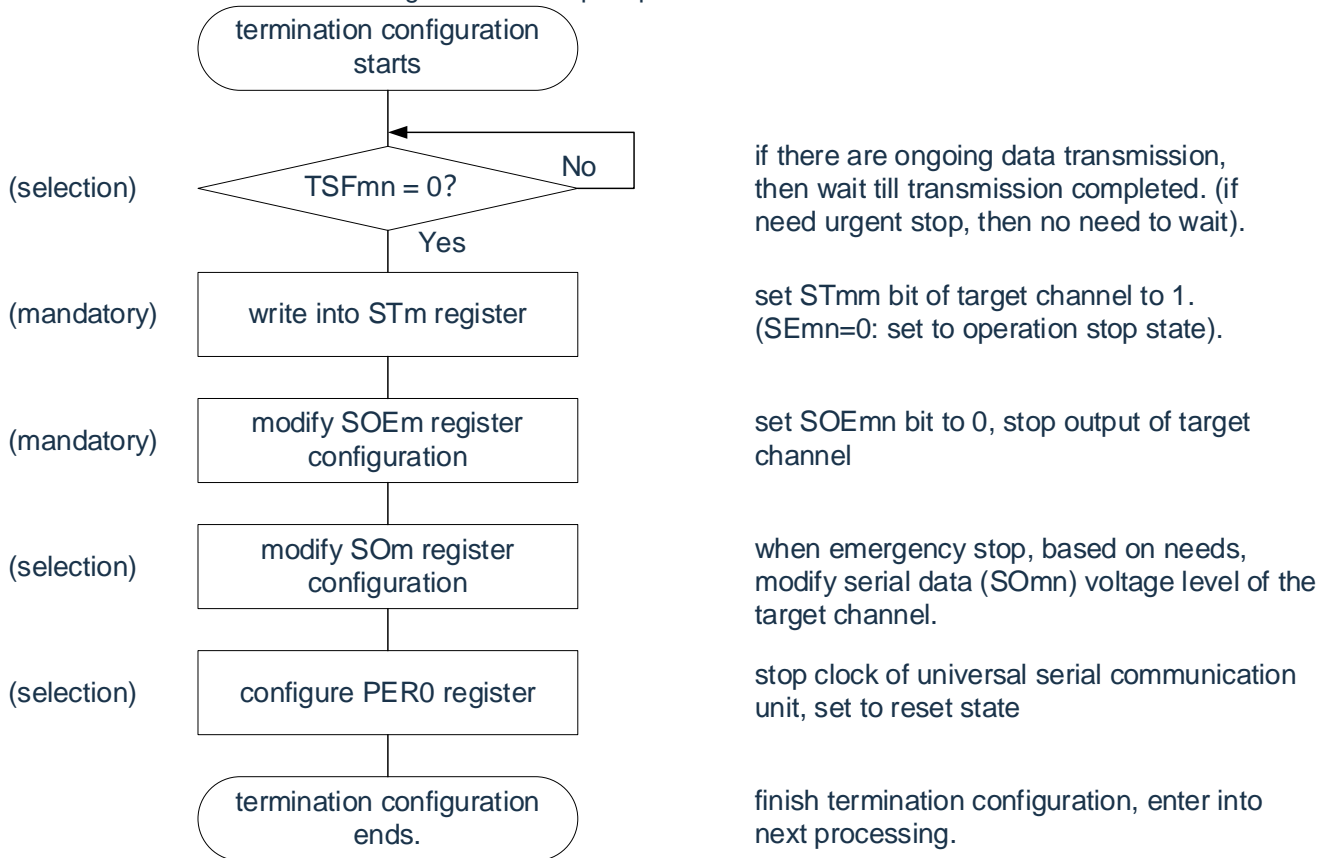 termination configuration
starts
No
(selection)
TSFmn = 0?
if there are ongoing data transmission,
then wait till transmission completed. (if
need urgent stop, then no need to wait).
Yes
(mandatory)
write into STm register
set STmm bit of target channel to 1.
(SEmn=0: set to operation stop state).
(mandatory)
modify SOEm register
configuration
set SOEmn bit to 0, stop output of target
channel
(selection)
modify SOm register
configuration
when emergency stop, based on needs,
modify serial data (SOmn) voltage level of the
target channel.
(selection)
configure PER0 register
stop clock of universal serial communication
unit, set to reset state
termination configuration
ends.
finish termination configuration, enter into
next processing.